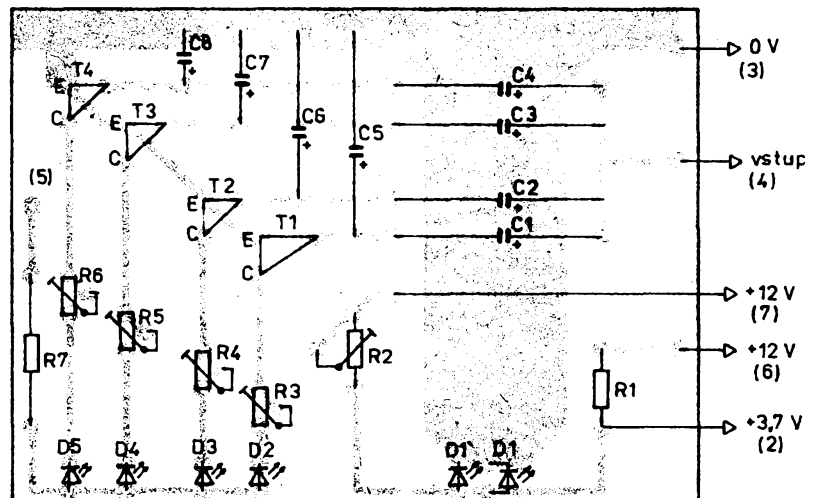 C8
C7
0 V
(3)
T4
E
C4
T3
C3
C
E
C6
C5
C
vstup
(4)
(5)
T2
C2
E
T1
C1
C
E
C
R6
+12 V
(7)
R5
R7
R4
R2
+12 V
(6)
R3
R1
+3,7 V
(2)
D5
D4
D3
D2
D1
D1